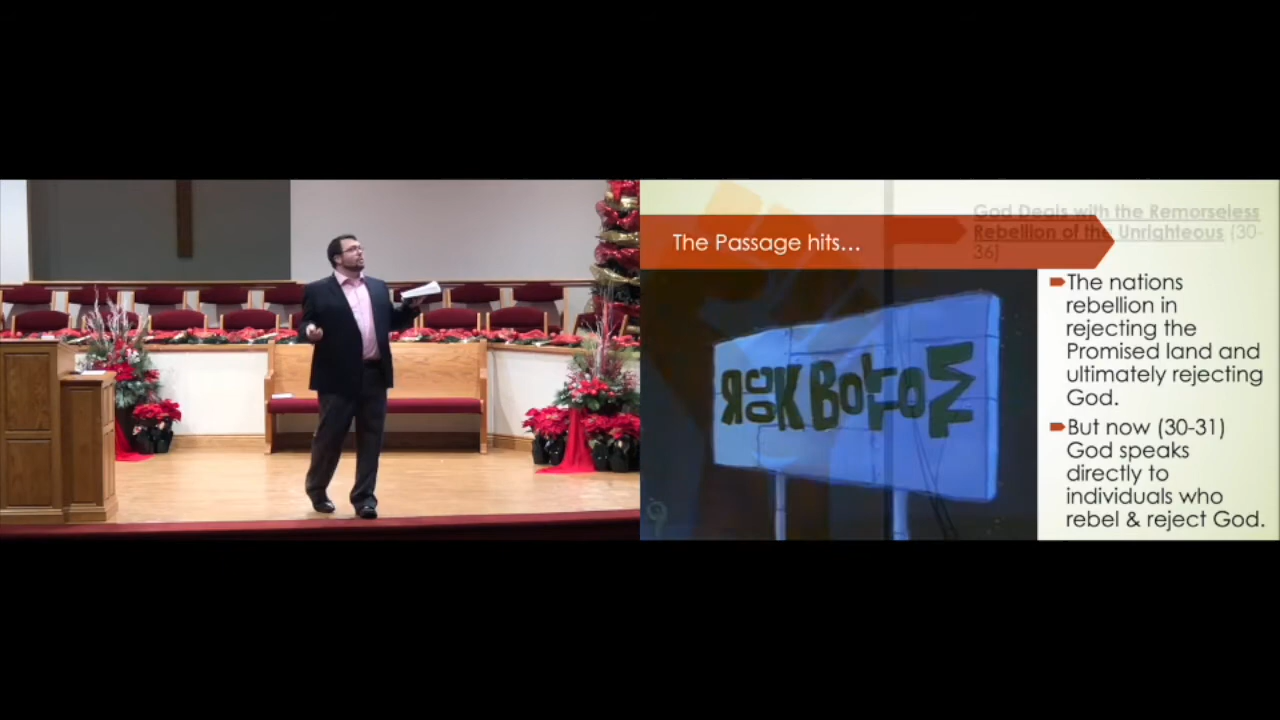 God Deals with the Remorseless
Rebellion of the Unrighteous (30-
36)
The Passage hits...
ROCK BOTTOM
The nations
rebellion in
rejecting the
Promised land and
ultimately rejecting
God.
But now (30-31)
God speaks
directly to
individuals who
rebel & reject God.